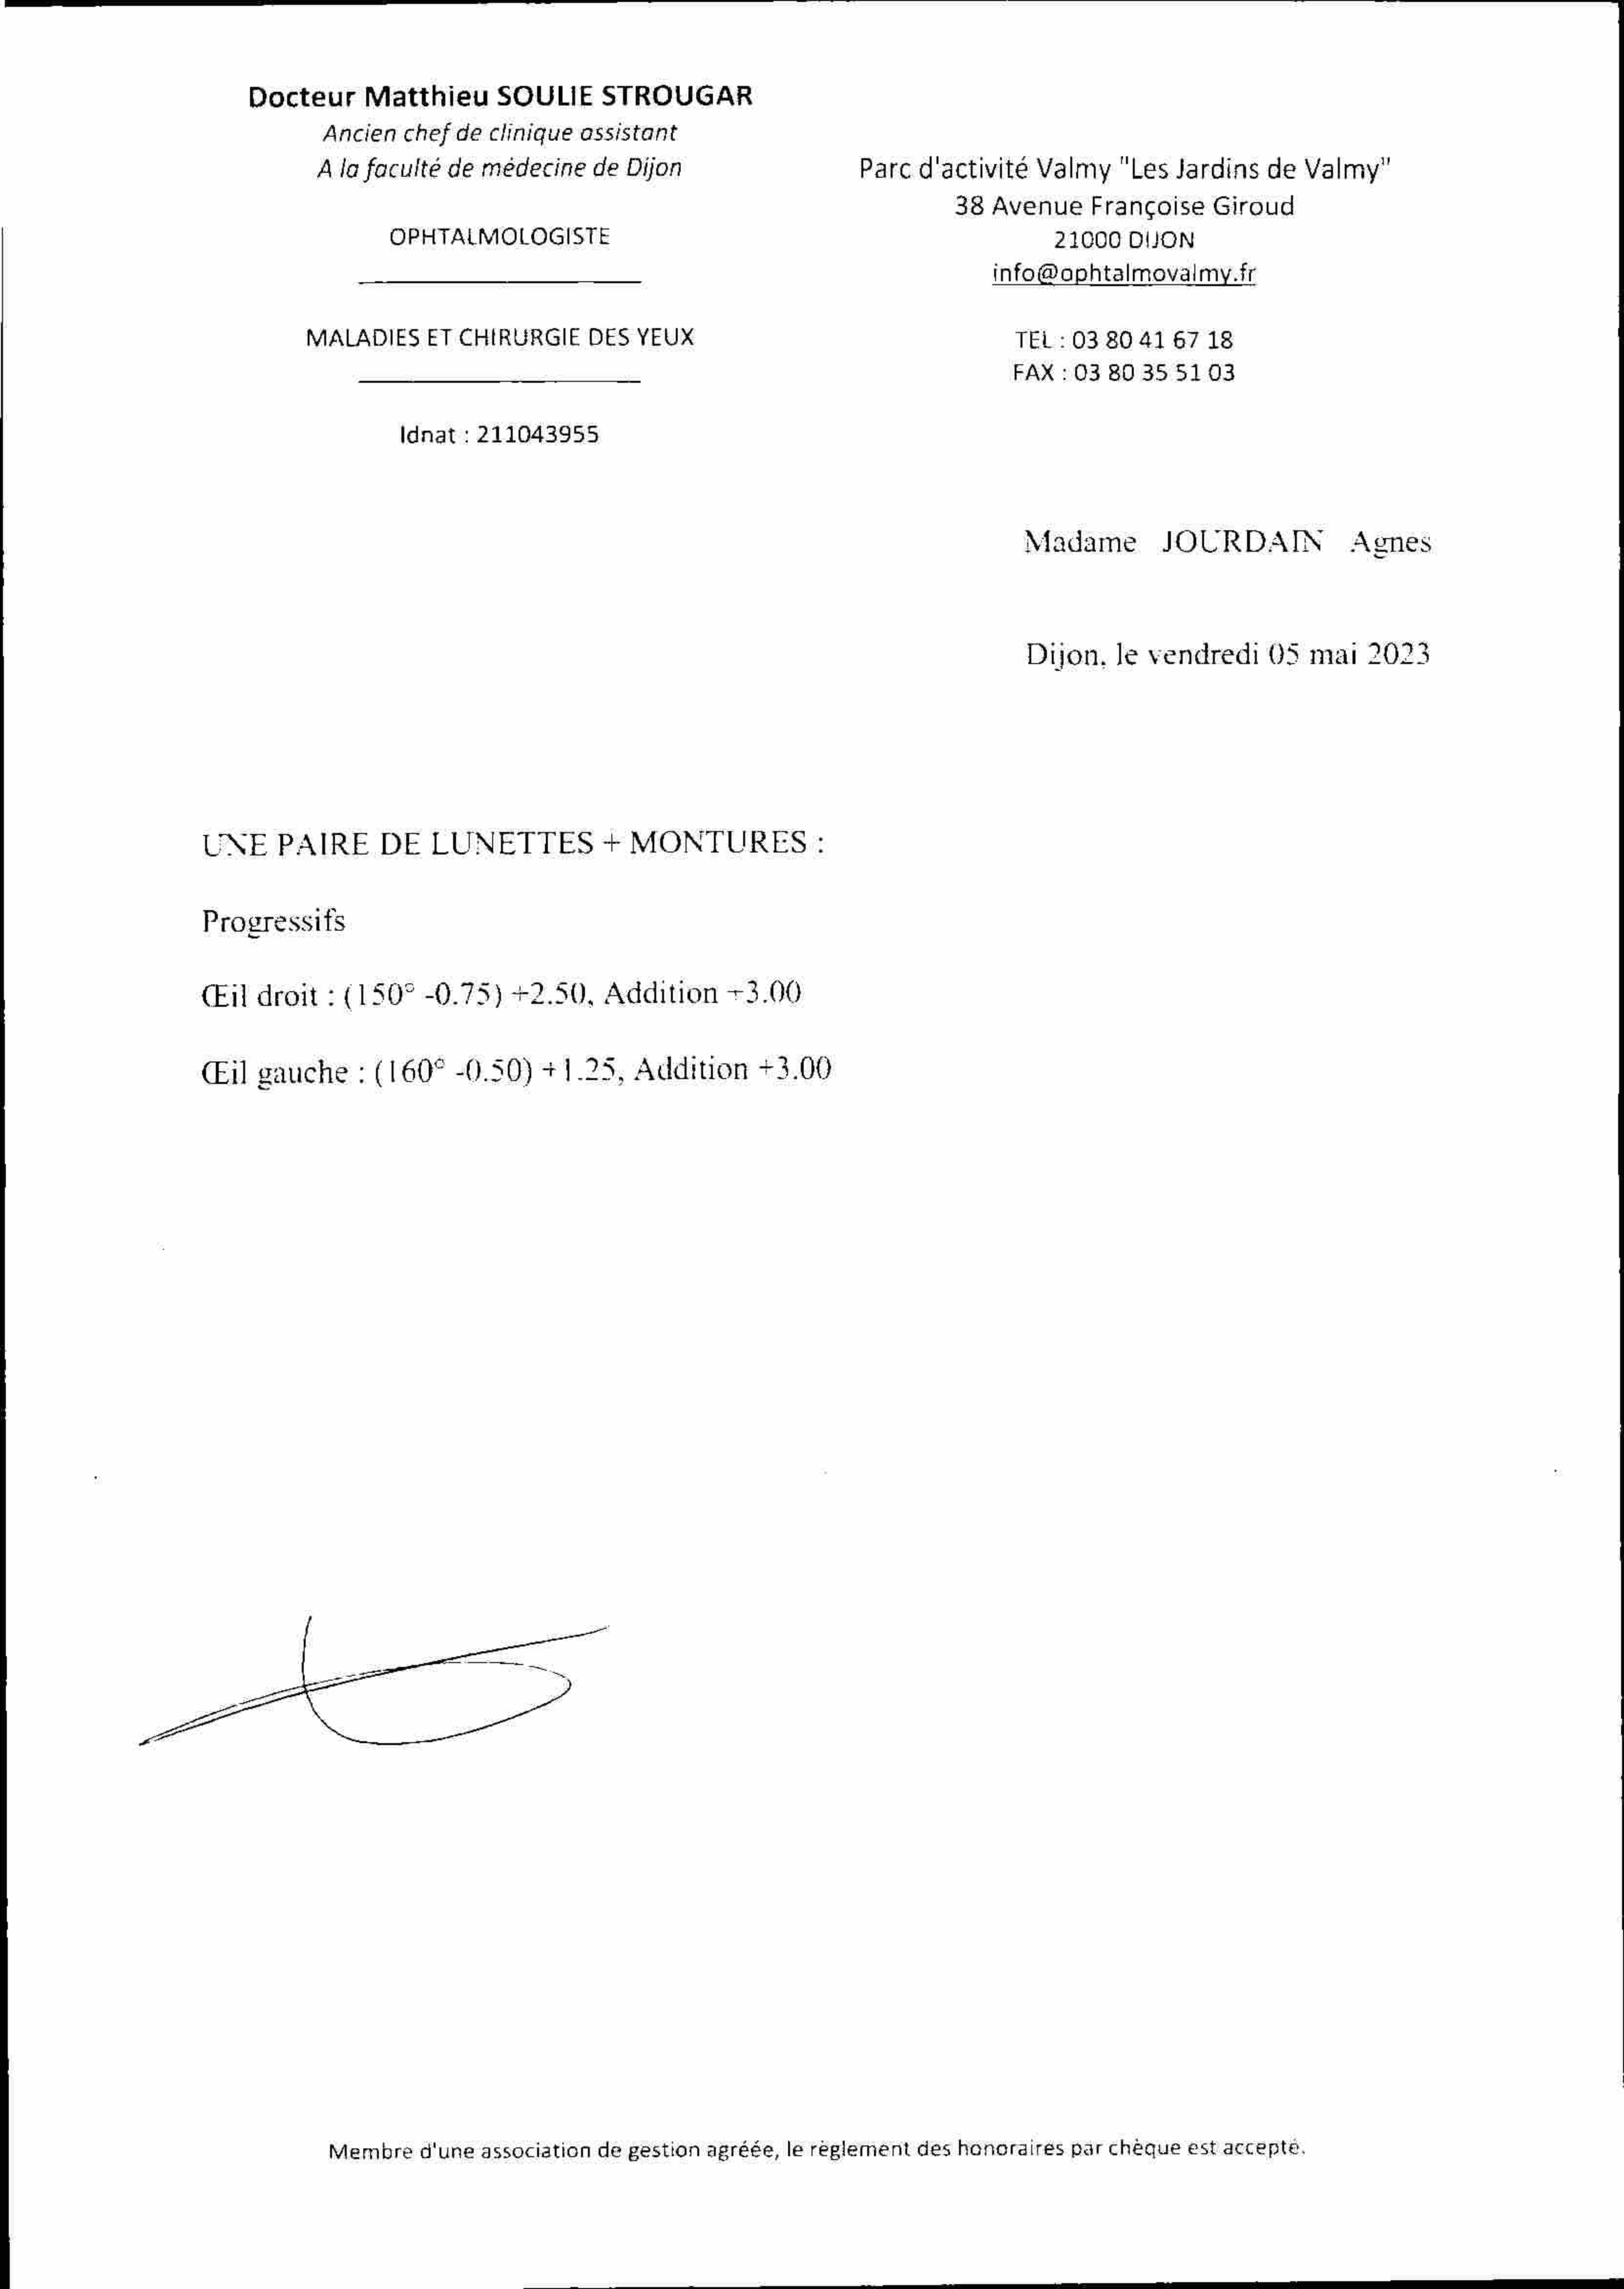 Docteur Matthieu SOULIE STROUGAR
Ancien chef de clinique assistant
A la faculté de médecine de Dijon
OPHTALMOLOGISTE
MALADIES ET CHIRURGIE DES YEUX
Idnat : 211043955
Parc d'activité Valmy "Les Jardins de Valmy"
38 Avenue Françoise Giroud
21000 DIJON
info@ophtalmovalmy.fr
TEL : 03 80 41 67 18
FAX : 03 80 35 51 03
Madame JOURDAIN Agnes
Dijon, le vendredi 05 mai 2023
UNE PAIRE DE LUNETTES + MONTURES :
Progressifs
Œil droit : (150° -0.75) +2.50, Addition +3.00
Œil gauche : (160° -0.50) +1.25, Addition +3.00
Membre d'une association de gestion agréée, le règlement des honoraires par chèque est accepté.